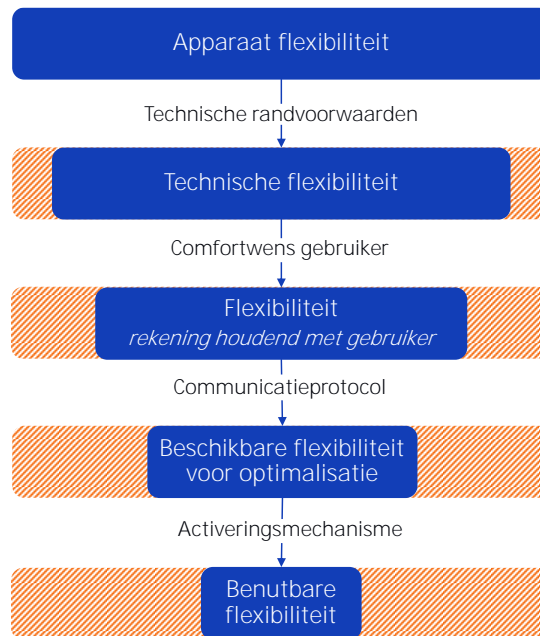 Apparaat flexibiliteit
Technische randvoorwaarden
Technische flexibiliteit
Comfortwens gebruiker
Flexibiliteit
rekening houdend met gebruiker
Communicatieprotocol
Beschikbare flexibiliteit
voor optimalisatie
Activeringsmechanisme
Benutbare
flexibiliteit